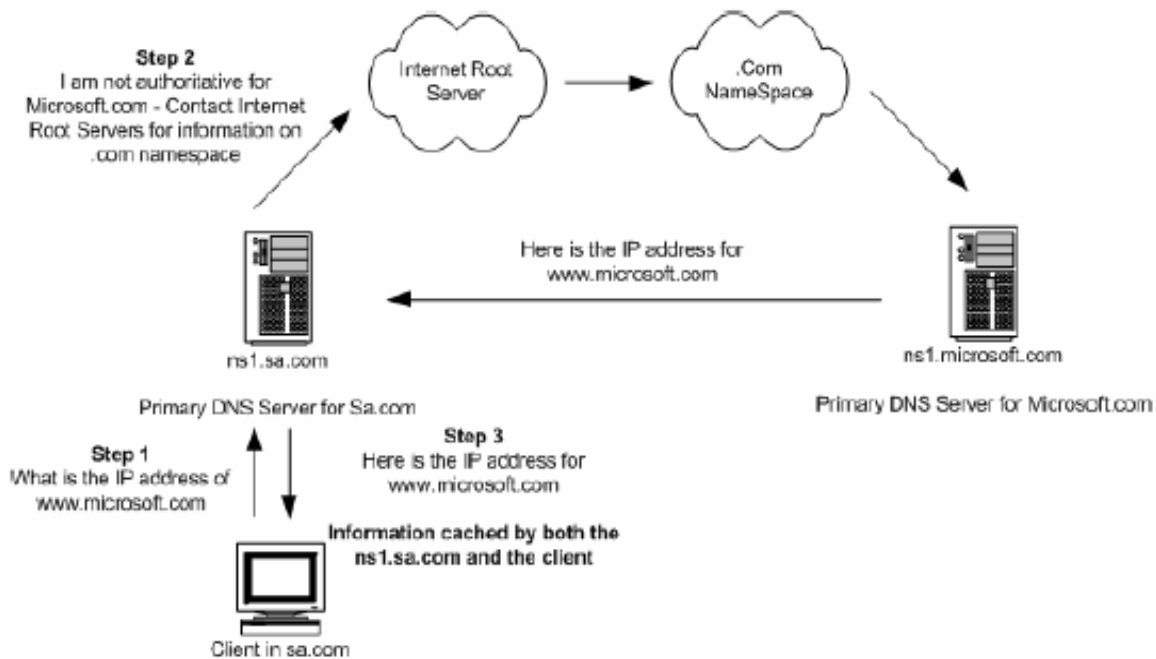 Step 2
I am not authoritative for
Microsoft.com - Contact Internet
Root Servers for information on
.com namespace
Internet Root
Server
.Com
NameSpace
Here is the IP address for
www.microsoft.com
ns1.sa.com
ns1.microsoft.com
Primary DNS Server for Sa.com
Primary DNS Server for Microsoft.com
Step 1
What is the IP address of
www.microsoft.com
Step 3
Here is the IP address for
www.microsoft.com
Information cached by both the
ns1.sa.com and the client
Client in sa.com